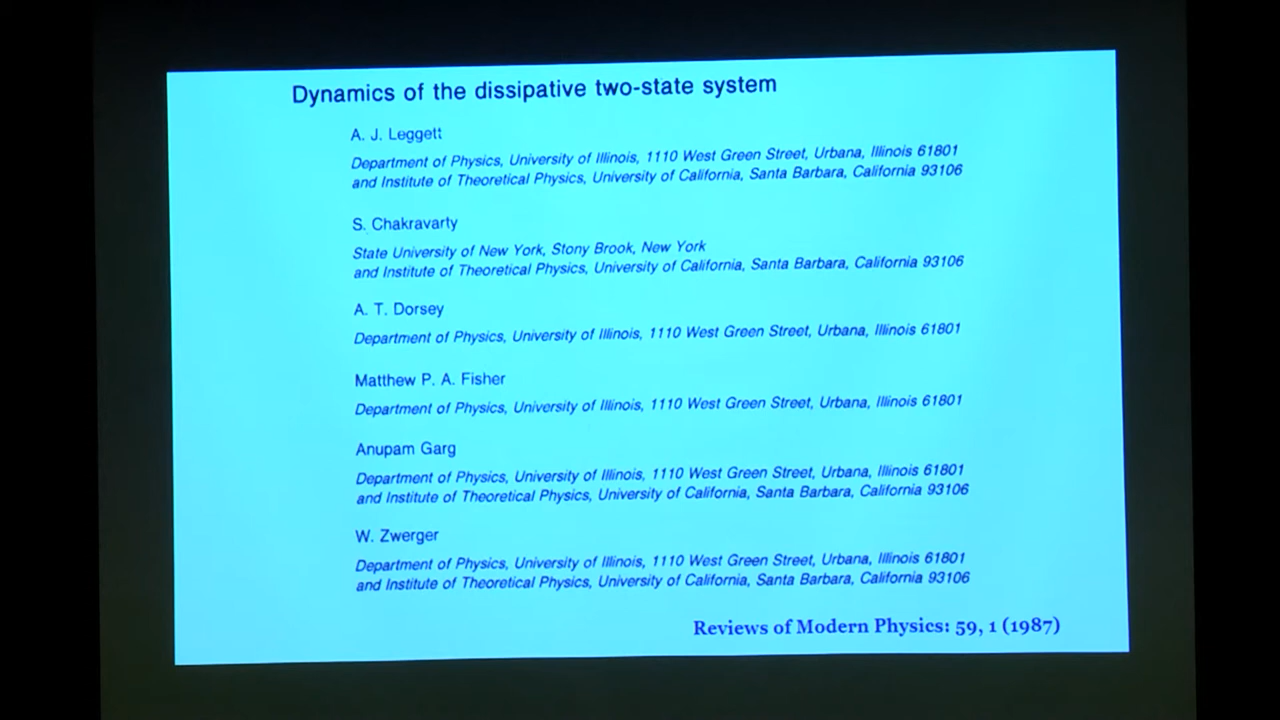 Dynamics of the dissipative two-state system
A. J. Leggett
Department of Physics, University of Illinois, 1110 West Green Street, Urbana, Illinois 61801
and Institute of Theoretical Physics, University of California, Santa Barbara, California 93106
S. Chakravarty
State University of New York, Stony Brook, New York
and Institute of Theoretical Physics, University of California, Santa Barbara, California 93106
A. T. Dorsey
Department of Physics, University of Illinois, 1110 West Green Street, Urbana, Illinois 61801
Matthew P. A. Fisher
Department of Physics, University of Illinois, 1110 West Green Street, Urbana, Illinois 61801
Anupam Garg
Department of Physics, University of Illinois, 1110 West Green Street, Urbana, Illinois 61801
and Institute of Theoretical Physics, University of California, Santa Barbara, California 93106
W. Zwerger
Department of Physics, University of Illinois, 1110 West Green Street, Urbana, Illinois 61801
and Institute of Theoretical Physics, University of California, Santa Barbara, California 93106
Reviews of Modern Physics: 59, 1 (1987)